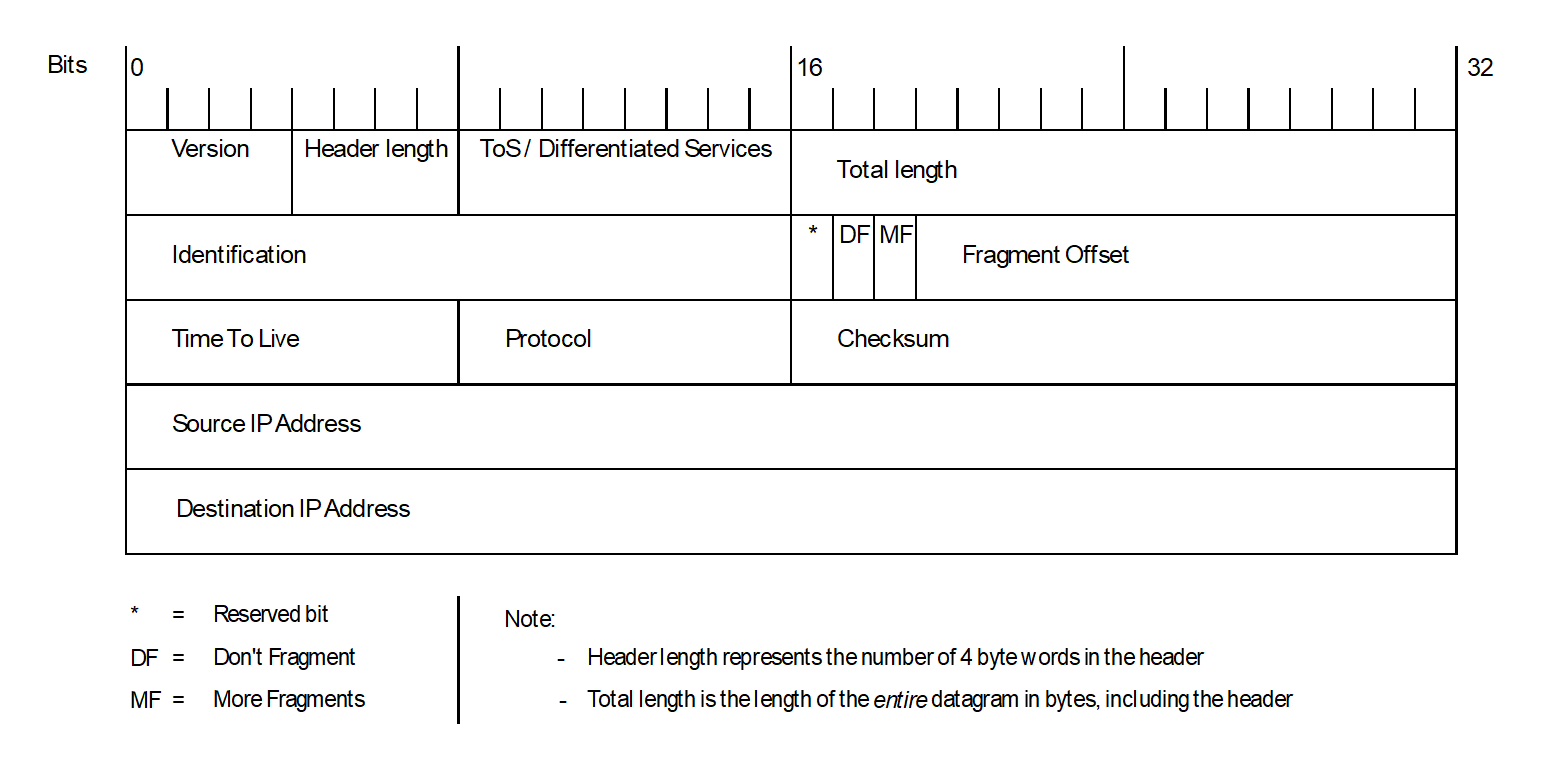 Bits 0 16 32
Version Header length ToS / Differentiated Services Total length
Identification * DF MF Fragment Offset
Time To Live Protocol Checksum
Source IP Address
Destination IP Address
* = Reserved bit
DF = Don't Fragment
MF = More Fragments
Note:
- Header length represents the number of 4 byte words in the header
- Total length is the length of the entire datagram in bytes, including the header